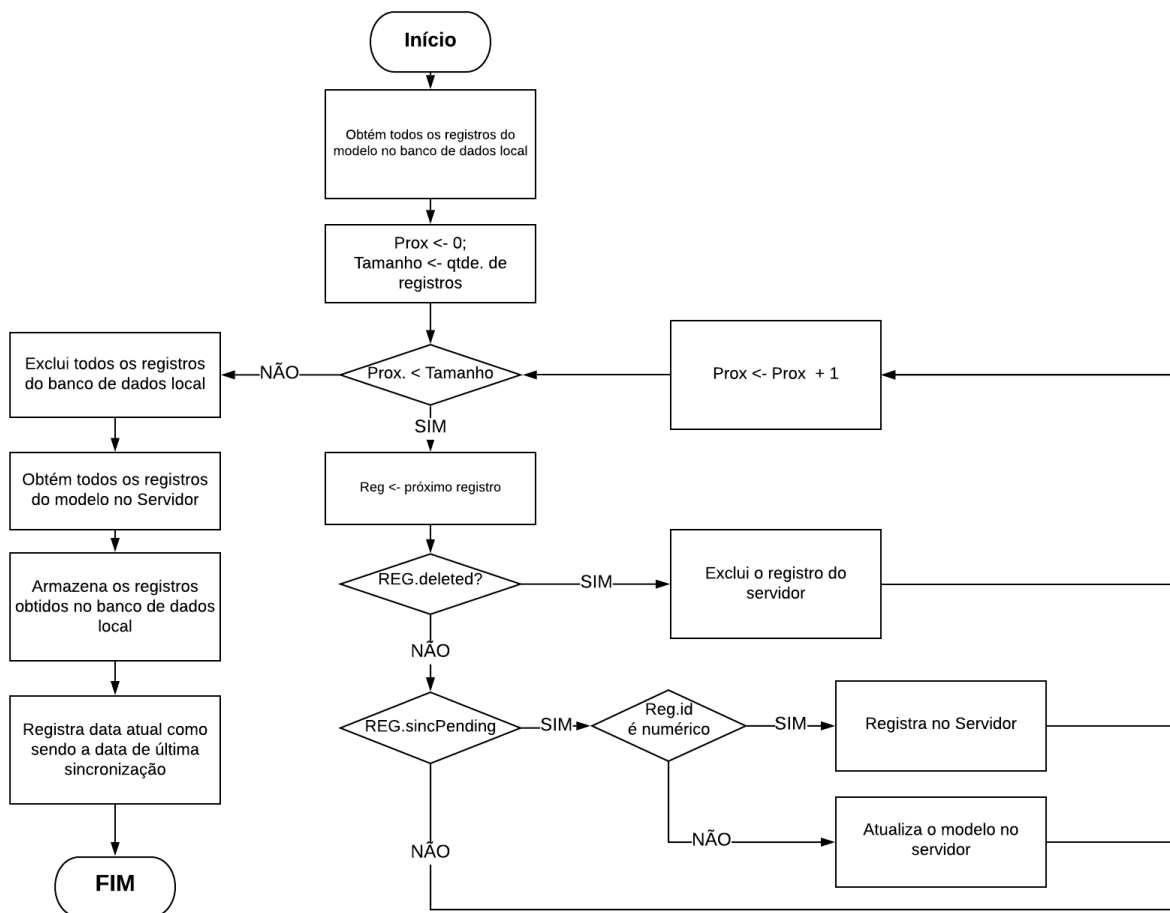 Início
Obtém todos os registros do
modelo no banco de dados local
Prox <- 0;
Tamanho <- qtde. de
registros
Exclui todos os registros
do banco de dados local
NÃO
Prox. < Tamanho
Prox <- Prox + 1
SIM
Obtém todos os registros
do modelo no Servidor
Reg <- próximo registro
Armazena os registros
obtidos no banco de dados
local
REG.deleted?
SIM
Exclui o registro do
servidor
NÃO
Registra data atual como
sendo a data de última
sincronização
REG.sincPending
SIM
Reg.id
é numérico
SIM
Registra no Servidor
NÃO
NÃO
Atualiza o modelo no
servidor
FIM